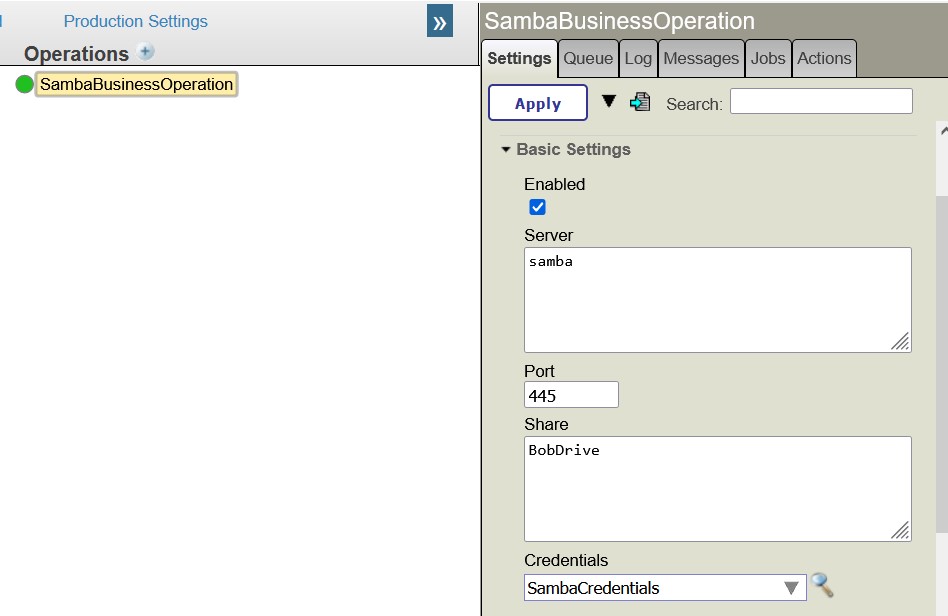 Production Settings
»
Operations
SambaBusinessOperation
SambaBusinessOperation
Settings Queue Log Messages Jobs Actions
Apply Search:
Basic Settings
Enabled
Server
samba
Port
445
Share
BobDrive
Credentials
SambaCredentials